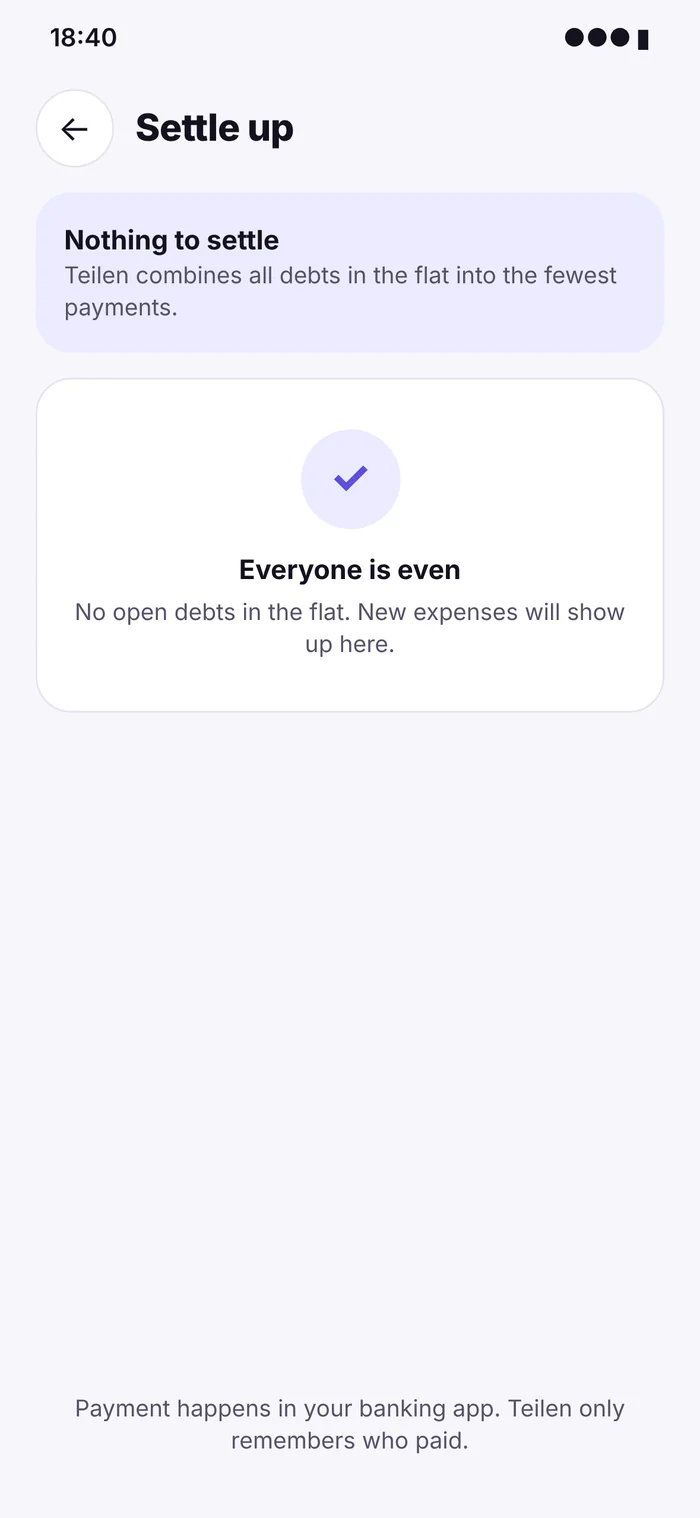 18:40
Settle up
Nothing to settle
Teilen combines all debts in the flat into the fewest
payments.
Everyone is even
No open debts in the flat. New expenses will show
up here.
Payment happens in your banking app. Teilen only
remembers who paid.